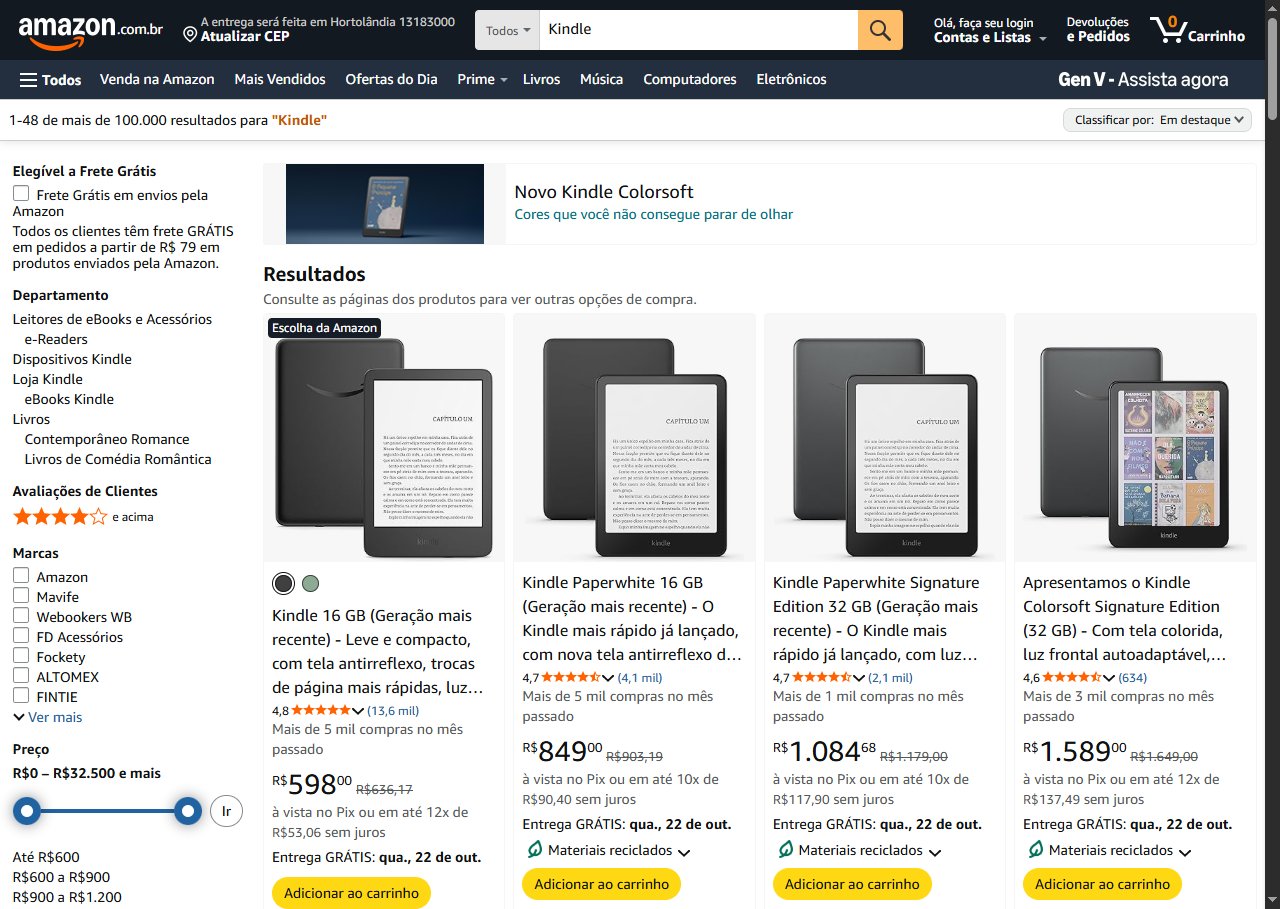 amazon.com.br
A entrega será feita em Hortolândia 13183000
Atualizar CEP
Todos
Kindle
Olá, faça seu login
Contas e Listas
Devoluções
e Pedidos
0
Carrinho
Todos
Venda na Amazon
Mais Vendidos
Ofertas do Dia
Prime
Livros
Música
Computadores
Eletrônicos
Gen V - Assista agora
1-48 de mais de 100.000 resultados para "Kindle"
Classificar por: Em destaque
Elegível a Frete Grátis
Frete Grátis em envios pela
Amazon
Todos os clientes têm frete GRÁTIS
em pedidos a partir de R$ 79 em
produtos enviados pela Amazon.
Departamento
Leitores de eBooks e Acessórios
e-Readers
Dispositivos Kindle
Loja Kindle
eBooks Kindle
Livros
Contemporâneo Romance
Livros de Comédia Romântica
Avaliações de Clientes
e acima
Marcas
Amazon
Mavife
Webookers WB
FD Acessórios
Fockety
ALTOMEX
FINTIE
Ver mais
Preço
R$0 – R$32.500 e mais
Ir
Até R$600
R$600 a R$900
R$900 a R$1.200
Novo Kindle Colorsoft
Cores que você não consegue parar de olhar
Resultados
Consulte as páginas dos produtos para ver outras opções de compra.
Escolha da Amazon
CAPÍTULO UM
kindle
Kindle 16 GB (Geração mais
recente) - Leve e compacto,
com tela antirreflexo, trocas
de página mais rápidas, luz…
4,8
(13,6 mil)
Mais de 5 mil compras no mês
passado
R$59800 R$636,17
à vista no Pix ou em até 12x de
R$53,06 sem juros
Entrega GRÁTIS: qua., 22 de out.
Adicionar ao carrinho
CAPÍTULO UM
kindle
Kindle Paperwhite 16 GB
(Geração mais recente) - O
Kindle mais rápido já lançado,
com nova tela antirreflexo d…
4,7
(4,1 mil)
Mais de 5 mil compras no mês
passado
R$84900 R$903,19
à vista no Pix ou em até 10x de
R$90,40 sem juros
Entrega GRÁTIS: qua., 22 de out.
Materiais reciclados
Adicionar ao carrinho
CAPÍTULO UM
kindle
Kindle Paperwhite Signature
Edition 32 GB (Geração mais
recente) - O Kindle mais
rápido já lançado, com luz…
4,7
(2,1 mil)
Mais de 1 mil compras no mês
passado
R$1.08468 R$1.179,00
à vista no Pix ou em até 10x de
R$117,90 sem juros
Entrega GRÁTIS: qua., 22 de out.
Materiais reciclados
Adicionar ao carrinho
kindle
Apresentamos o Kindle
Colorsoft Signature Edition
(32 GB) - Com tela colorida,
luz frontal autoadaptável,…
4,6
(634)
Mais de 3 mil compras no mês
passado
R$1.58900 R$1.649,00
à vista no Pix ou em até 12x de
R$137,49 sem juros
Entrega GRÁTIS: qua., 22 de out.
Materiais reciclados
Adicionar ao carrinho